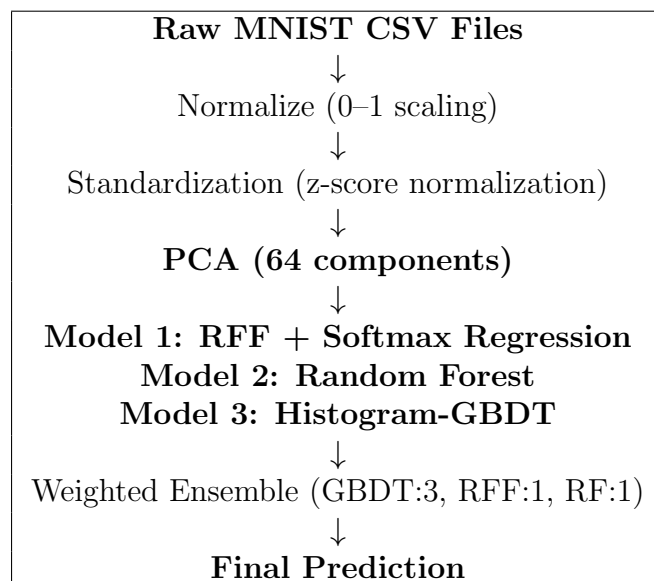 Raw MNIST CSV Files
↓
Normalize (0–1 scaling)
↓
Standardization (z-score normalization)
↓
PCA (64 components)
↓
Model 1: RFF + Softmax Regression
Model 2: Random Forest
Model 3: Histogram-GBDT
↓
Weighted Ensemble (GBDT:3, RFF:1, RF:1)
↓
Final Prediction